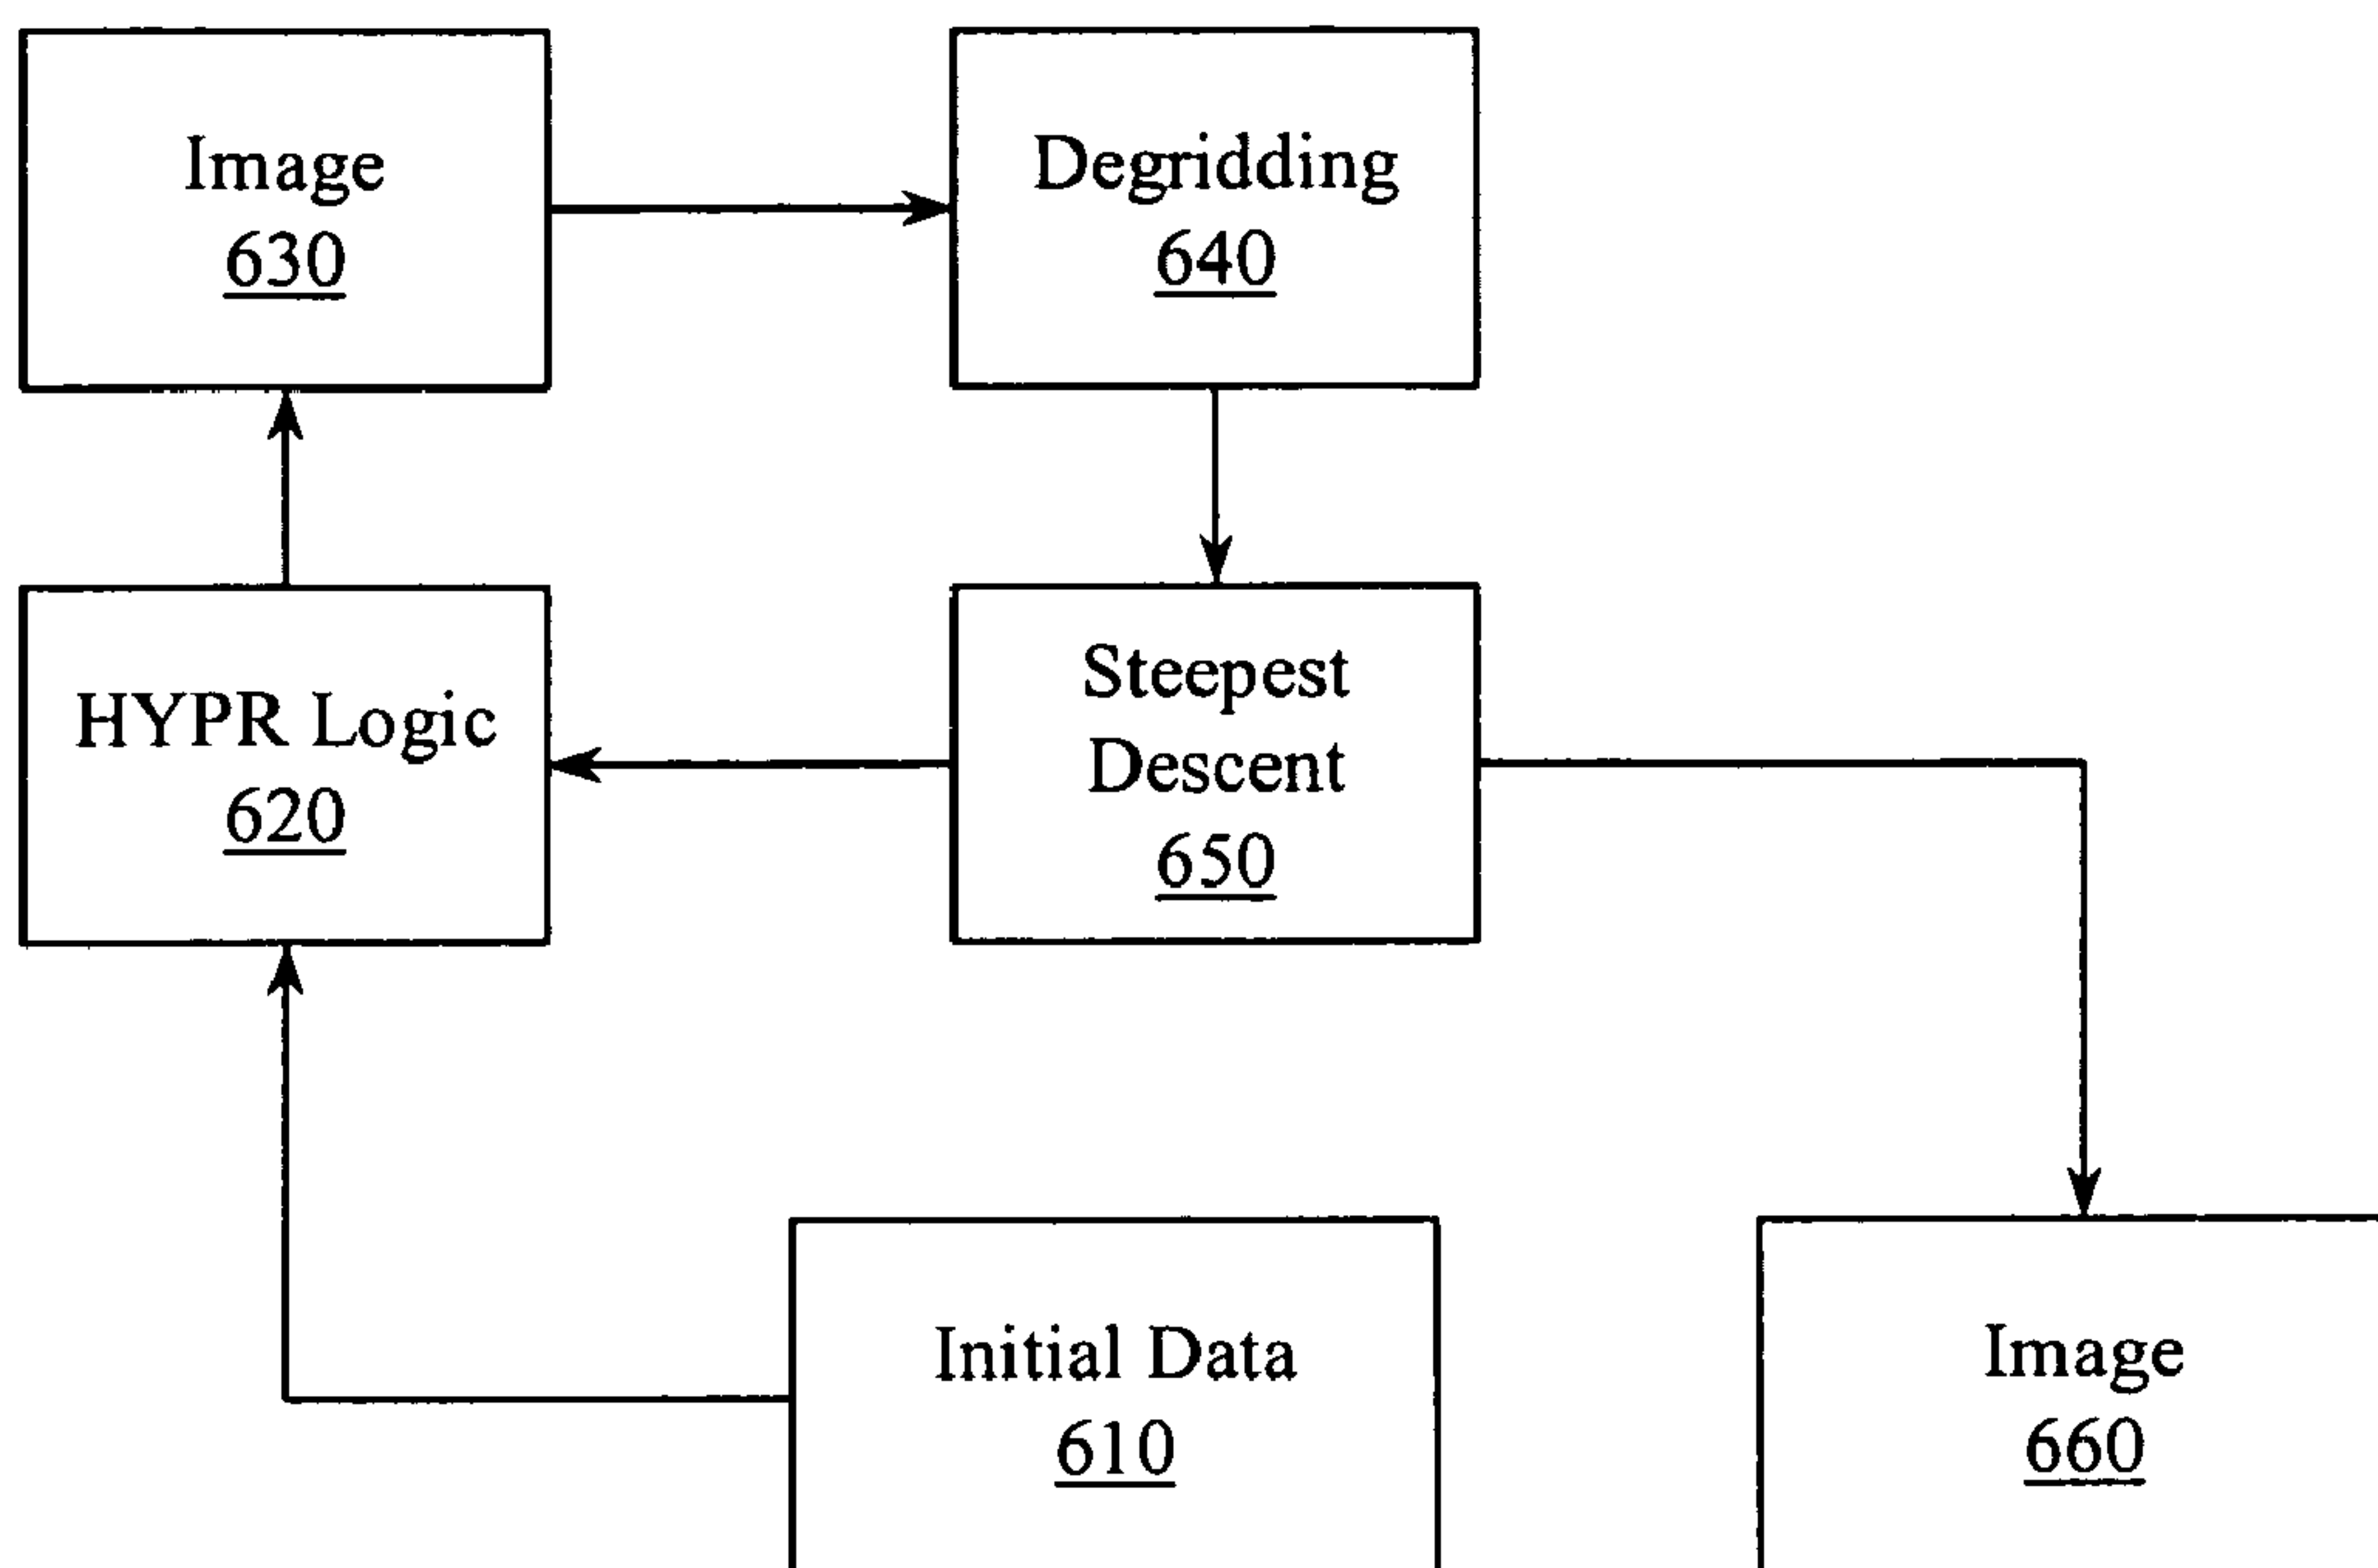 Image
630
Degridding
640
HYPR Logic
620
Steepest
Descent
650
Initial Data
610
Image
660